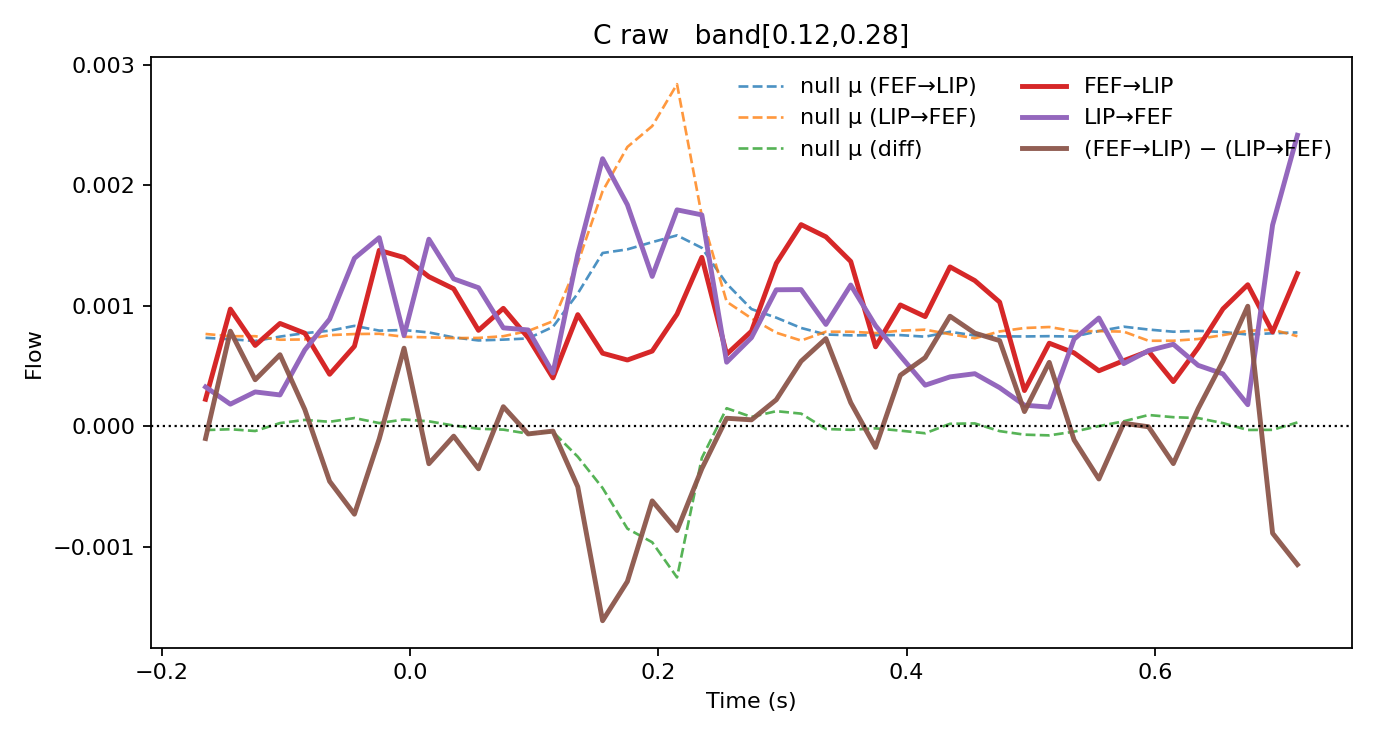 C raw   band[0.12,0.28]
0.003
0.002
0.001
0.000
−0.001
Flow
null μ (FEF→LIP)
null μ (LIP→FEF)
null μ (diff)
FEF→LIP
LIP→FEF
(FEF→LIP) − (LIP→FEF)
−0.2
0.0
0.2
0.4
0.6
Time (s)